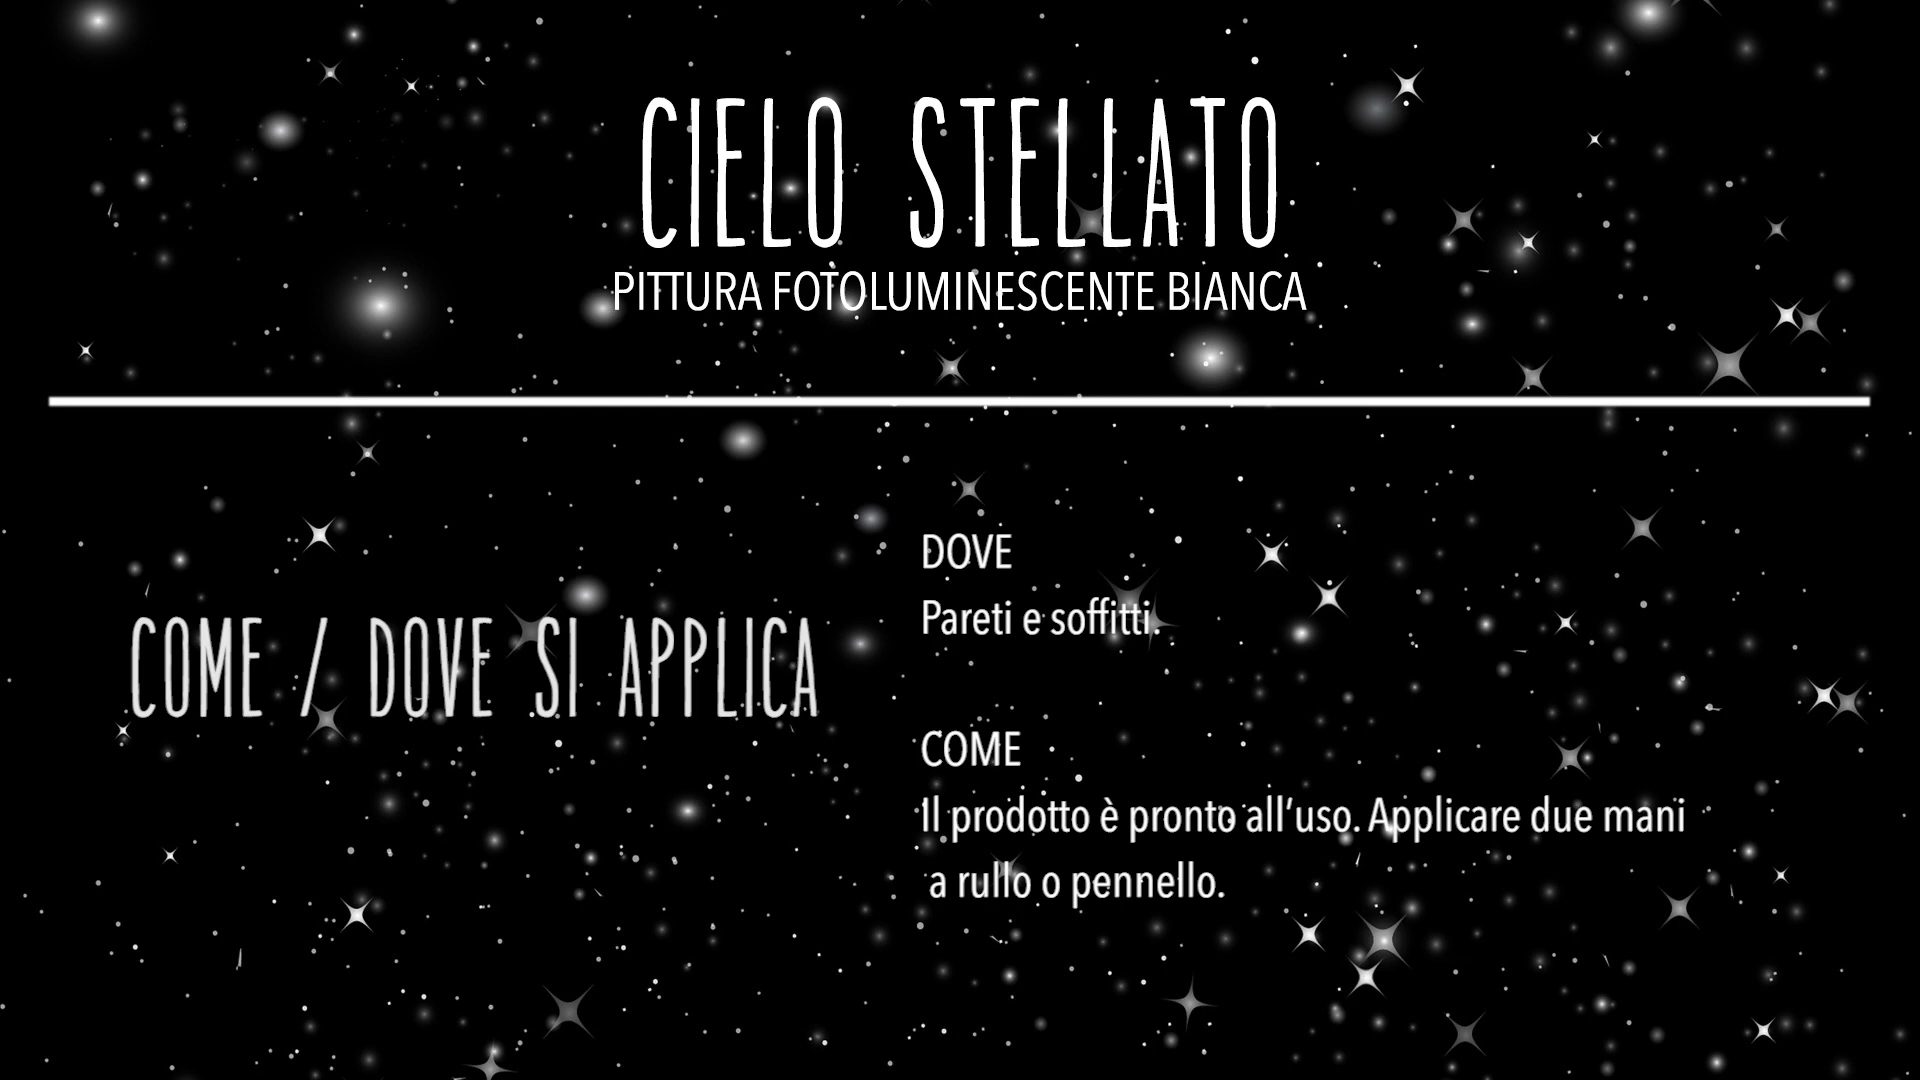 CIELO STELLATO
PITTURA FOTOLUMINESCENTE BIANCA
COME / DOVE SI APPLICA
DOVE
Pareti e soffitti.
COME
Il prodotto è pronto all’uso. Applicare due mani
a rullo o pennello.